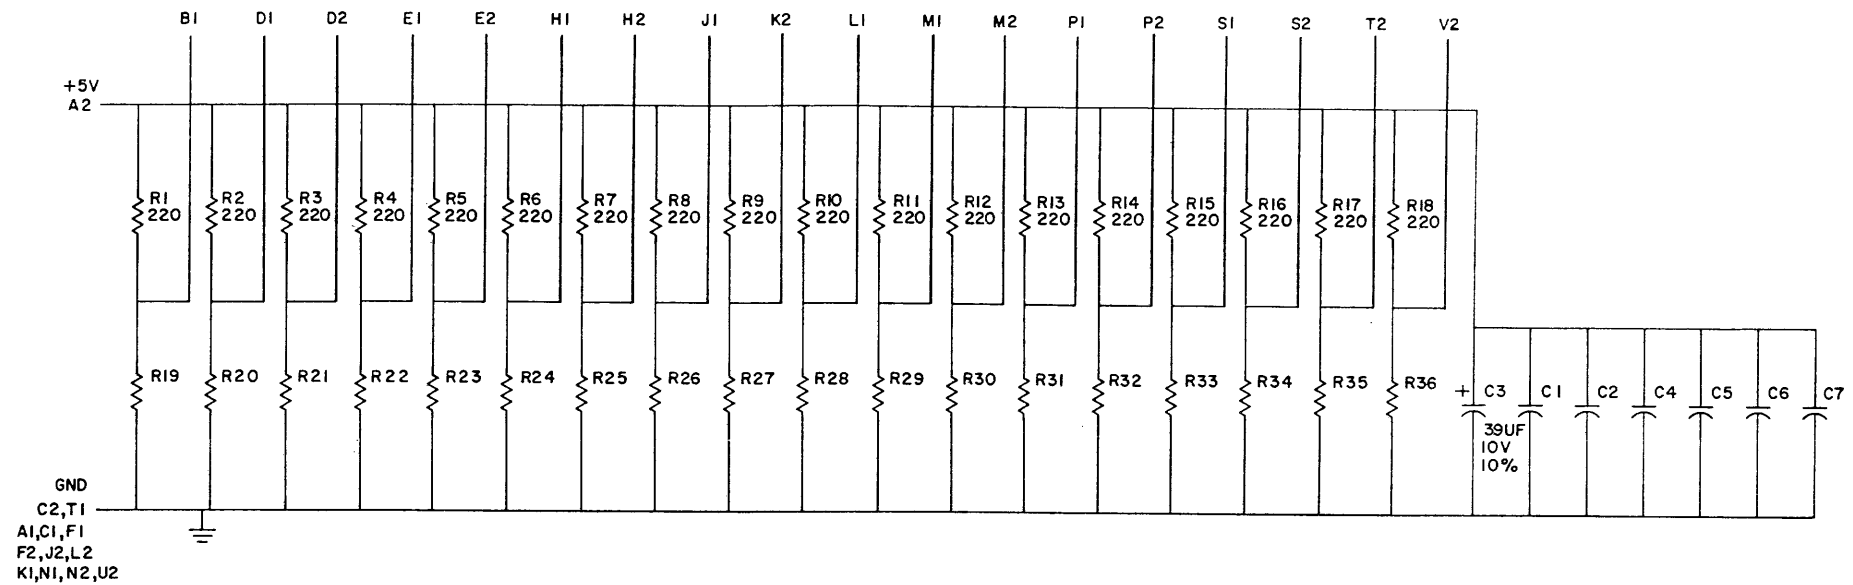 B1 D1 D2 E1 E2 H1 H2 J1 K2 L1 M1 M2 P1 P2 S1 S2 T2 V2
+5V
A2
R1 R2 R3 R4 R5 R6 R7 R8 R9 R10 R11 R12 R13 R14 R15 R16 R17 R18
220 220 220 220 220 220 220 220 220 220 220 220 220 220 220 220 220 220
R19 R20 R21 R22 R23 R24 R25 R26 R27 R28 R29 R30 R31 R32 R33 R34 R35 R36
+ C3 C1 C2 C4 C5 C6 C7
39UF
10V
10%
GND
C2,T1
A1,C1,F1
F2,J2,L2
K1,N1,N2,U2